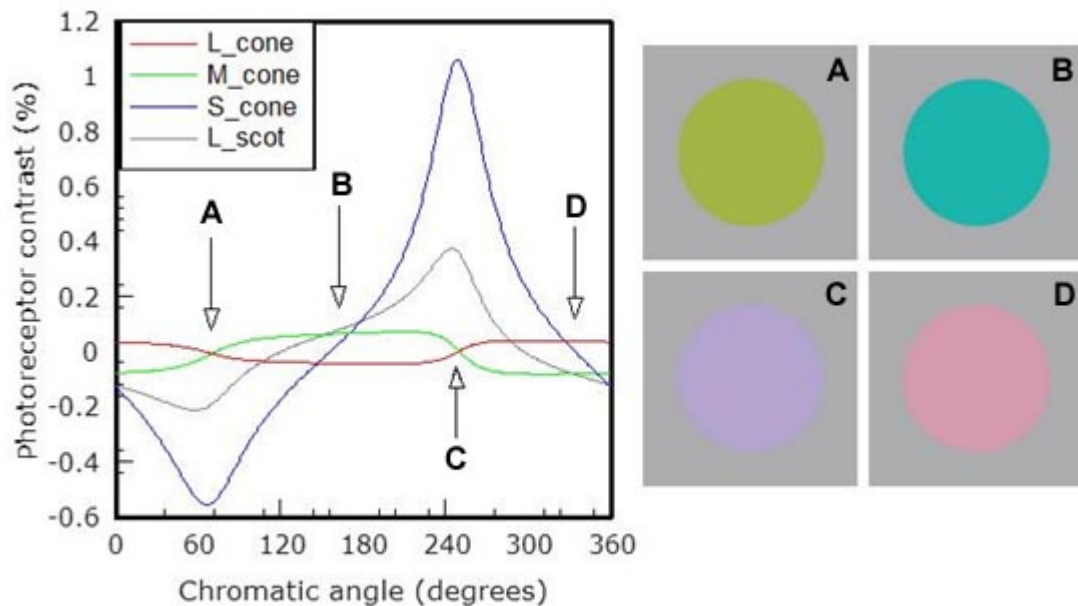 1.2
1
0.8
0.6
0.4
0.2
0
-0.2
-0.4
-0.6
photoreceptor contrast (%)
L_cone
M_cone
S_cone
L_scot
A
B
D
C
0 60 120 180 240 300 360
Chromatic angle (degrees)
A
B
C
D